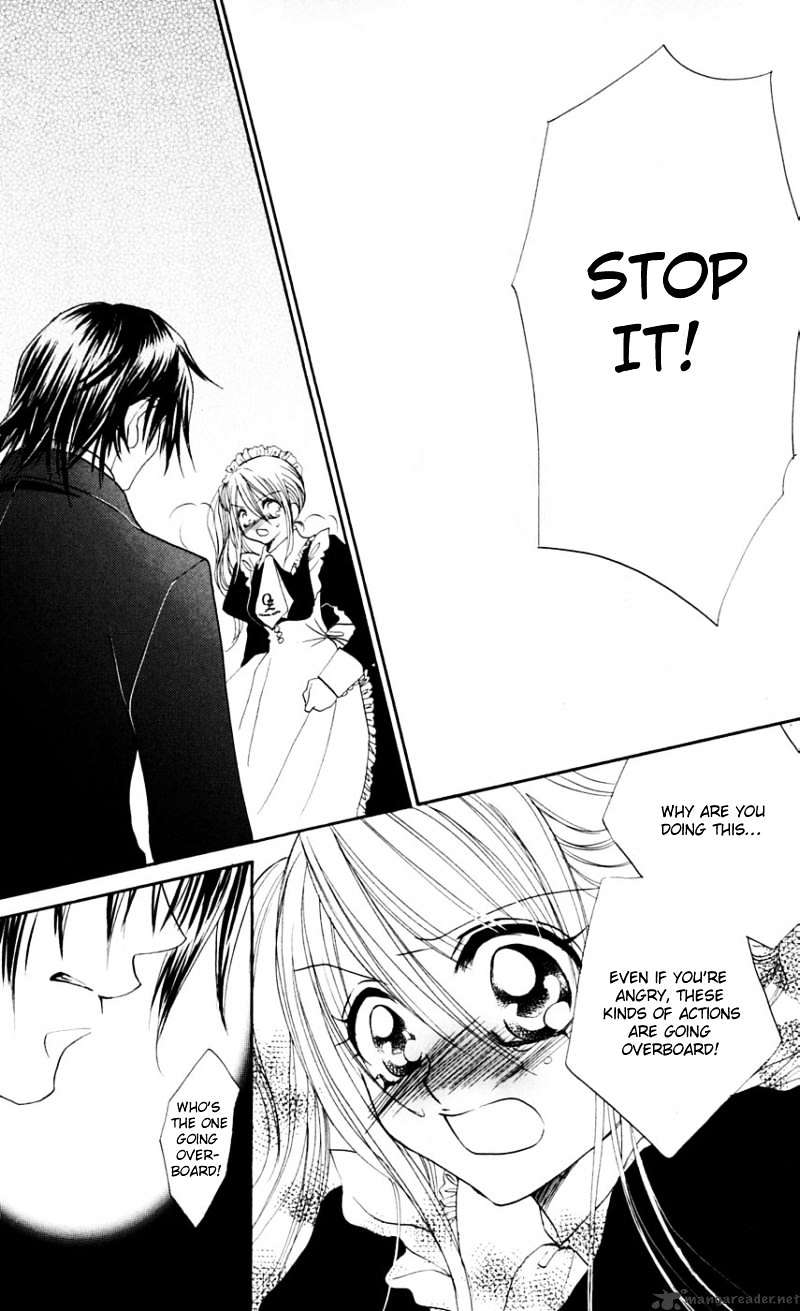 STOP
IT!
WHY ARE YOU
DOING THIS...
EVEN IF YOU'RE
ANGRY, THESE
KINDS OF ACTIONS
ARE GOING
OVERBOARD!
WHO'S
THE ONE
GOING
OVER-
BOARD!
mangareader.net